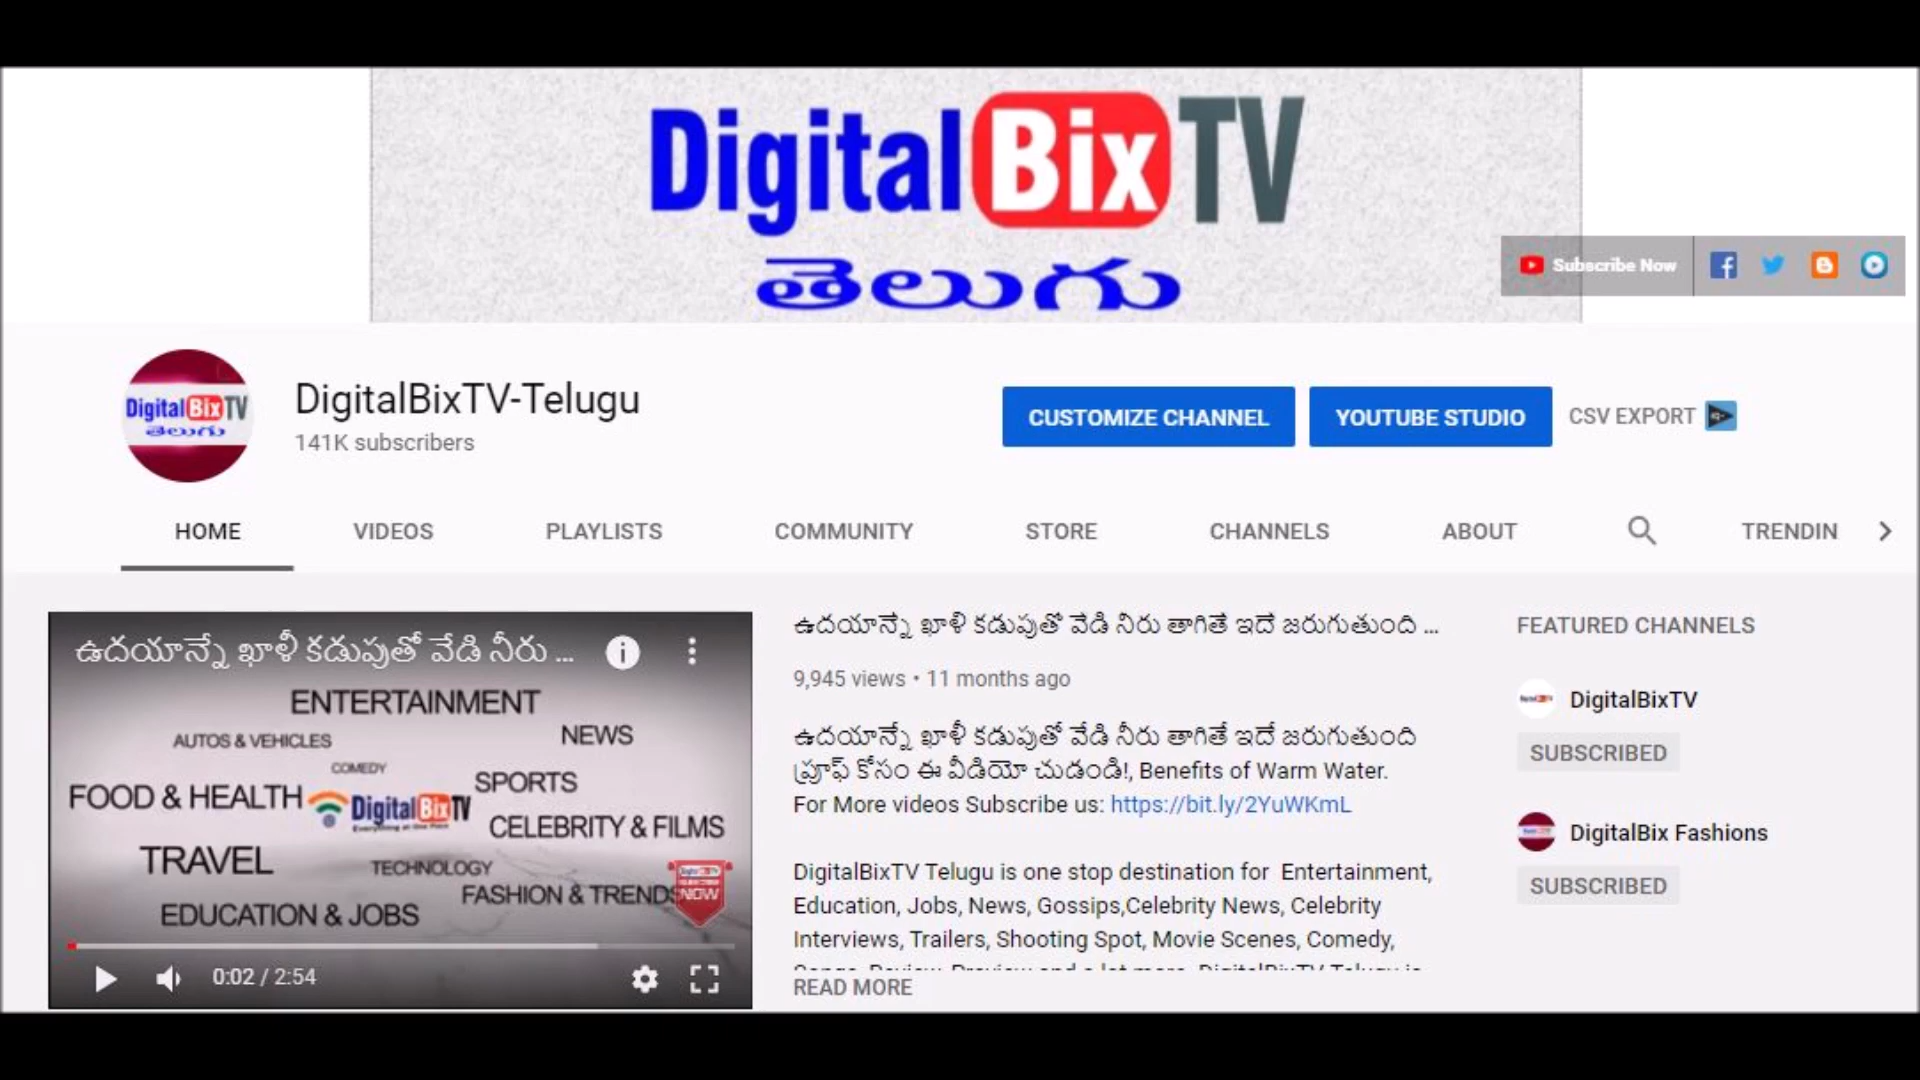 DigitalBixTV
తెలుగు
Subscribe Now
DigitalBixTV
తెలుగు
DigitalBixTV-Telugu
141K subscribers
CUSTOMIZE CHANNEL
YOUTUBE STUDIO
CSV EXPORT
HOME
VIDEOS
PLAYLISTS
COMMUNITY
STORE
CHANNELS
ABOUT
TRENDIN
ఉదయాన్నే ఖాళీ కడుపుతో వేడి నీరు ...
ENTERTAINMENT
AUTOS & VEHICLES
NEWS
COMEDY
FOOD & HEALTH
DigitalBixTV
SPORTS
CELEBRITY & FILMS
TRAVEL
TECHNOLOGY
FASHION & TRENDS
NOW
EDUCATION & JOBS
0:02 / 2:54
ఉదయాన్నే ఖాళి కడుపుతో వేడి నీరు తాగితే ఇదే జరుగుతుంది ...
9,945 views • 11 months ago
ఉదయాన్నే ఖాళీ కడుపుతో వేడి నీరు తాగితే ఇదే జరుగుతుంది
ప్రూఫ్ కోసం ఈ వీడియో చుడండి!, Benefits of Warm Water.
For More videos Subscribe us: https://bit.ly/2YuWKmL
DigitalBixTV Telugu is one stop destination for Entertainment,
Education, Jobs, News, Gossips,Celebrity News, Celebrity
Interviews, Trailers, Shooting Spot, Movie Scenes, Comedy,
READ MORE
FEATURED CHANNELS
DigitalBixTV
SUBSCRIBED
DigitalBix Fashions
SUBSCRIBED